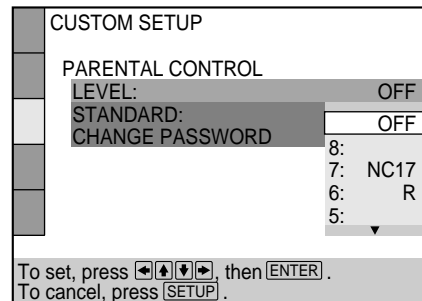 CUSTOM SETUP
PARENTAL CONTROL
LEVEL: OFF
STANDARD: OFF
CHANGE PASSWORD
8:
7: NC17
6: R
5:
To set, press , then ENTER .
To cancel, press SETUP .